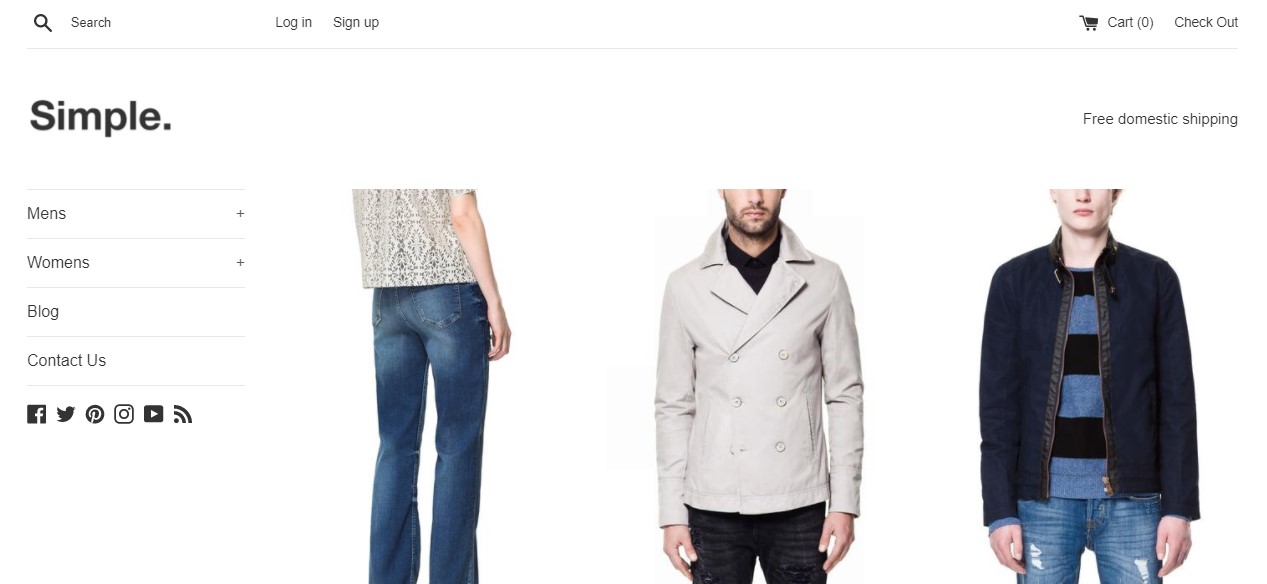 Search
Log in
Sign up
Cart (0)
Check Out
Simple.
Free domestic shipping
Mens +
Womens +
Blog
Contact Us